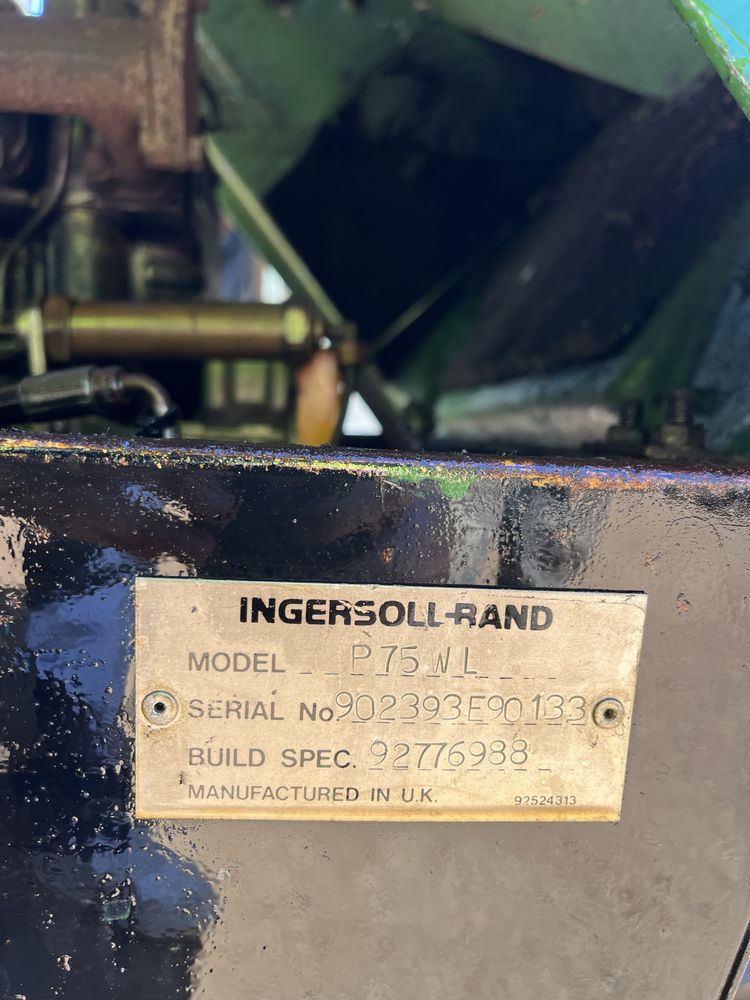 INGERSOLL-RAND
MODEL P75WL
SERIAL No 902393E90133
BUILD SPEC. 92776988
MANUFACTURED IN U.K. 92524313